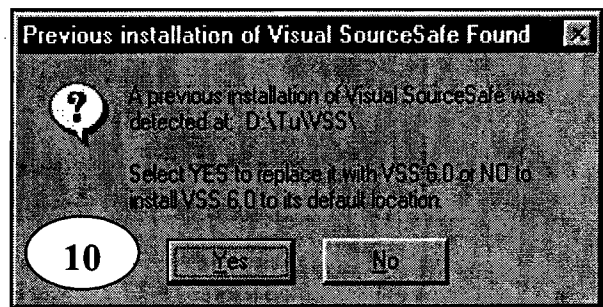 Previous installation of Visual SourceSafe Found
?
A previous installation of Visual SourceSafe was
detected at: D:\Tu\VSS\
Select YES to replace it with VSS 6.0 or NO to
install VSS 6.0 to its default location.
10
Yes
No